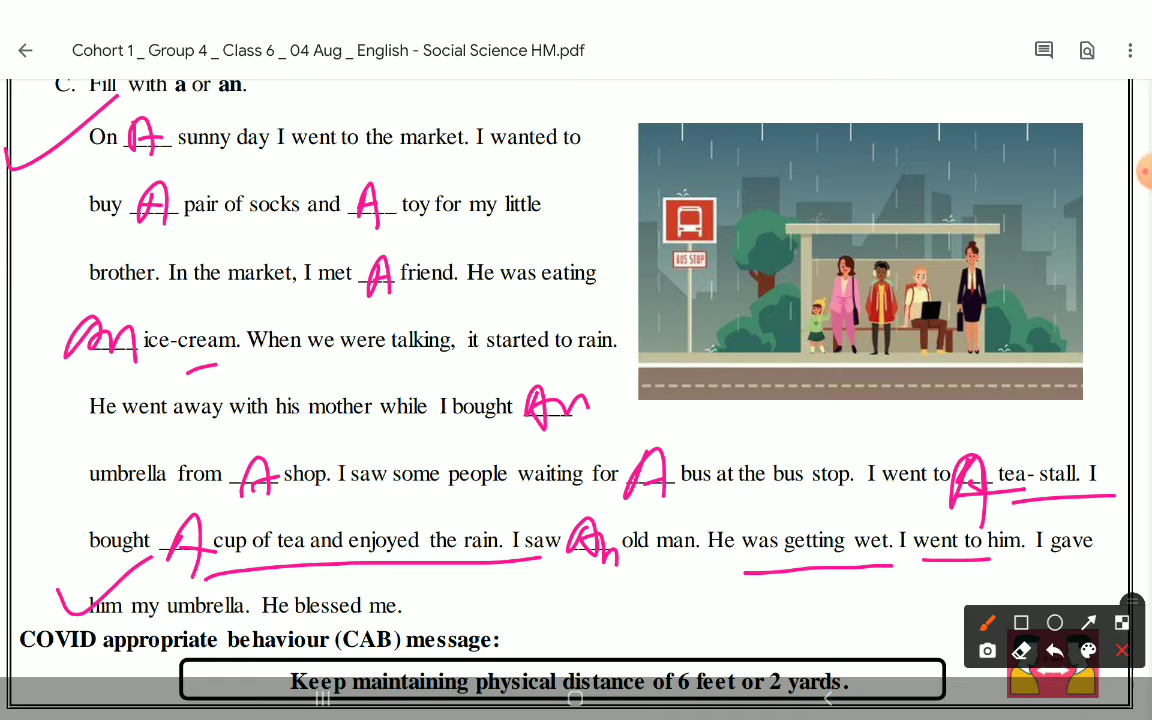 Cohort 1 _ Group 4 _ Class 6 _ 04 Aug _ English - Social Science HM.pdf
C. Fill with a or an.
On A sunny day I went to the market. I wanted to
buy A pair of socks and A toy for my little
brother. In the market, I met A friend. He was eating
An ice-cream. When we were talking, it started to rain.
He went away with his mother while I bought An
umbrella from A shop. I saw some people waiting for A bus at the bus stop. I went to A tea- stall. I
bought A cup of tea and enjoyed the rain. I saw An old man. He was getting wet. I went to him. I gave
him my umbrella. He blessed me.
BUS STOP
COVID appropriate behaviour (CAB) message:
Keep maintaining physical distance of 6 feet or 2 yards.